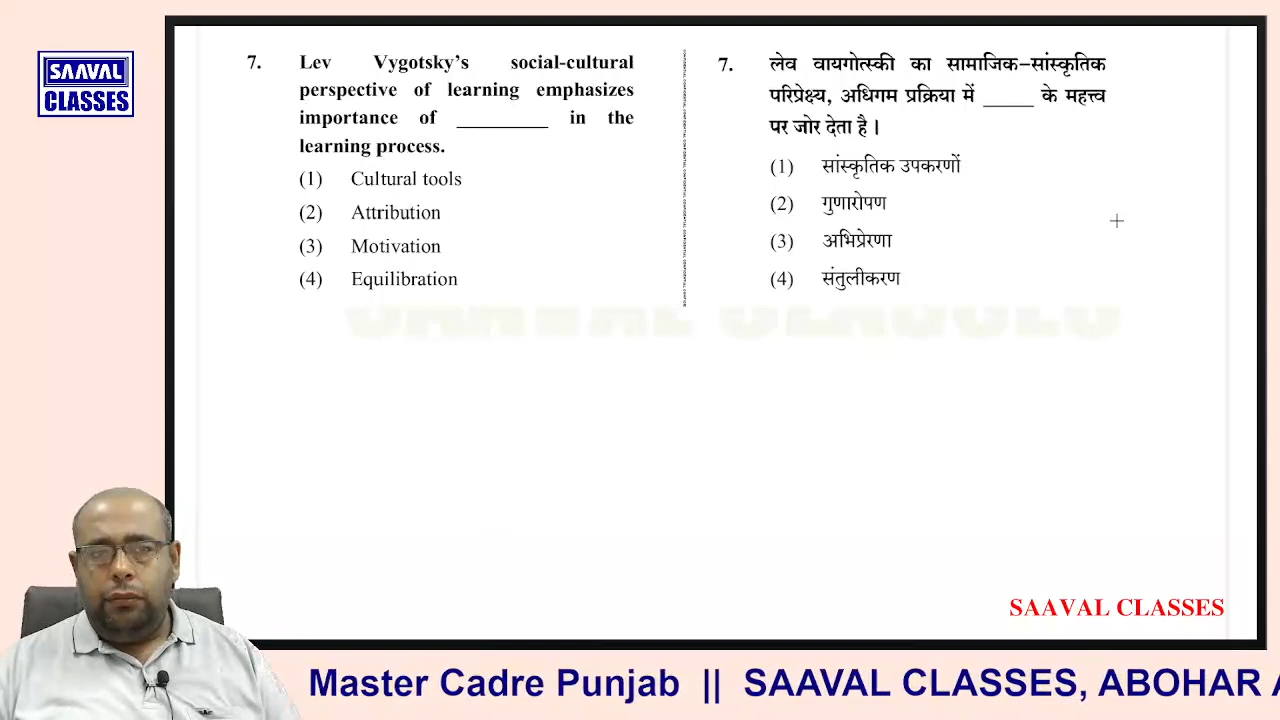 SAAVAL
CLASSES
7. Lev Vygotsky's social-cultural
perspective of learning emphasizes
importance of __________ in the
learning process.
(1) Cultural tools
(2) Attribution
(3) Motivation
(4) Equilibration
7. लेव वायगोत्स्की का सामाजिक-सांस्कृतिक
परिप्रेक्ष्य, अधिगम प्रक्रिया में _____ के महत्त्व
पर जोर देता है।
(1) सांस्कृतिक उपकरणों
(2) गुणारोपण
(3) अभिप्रेरणा
(4) संतुलीकरण
SAAVAL CLASSES
Master Cadre Punjab || SAAVAL CLASSES, ABOHAR